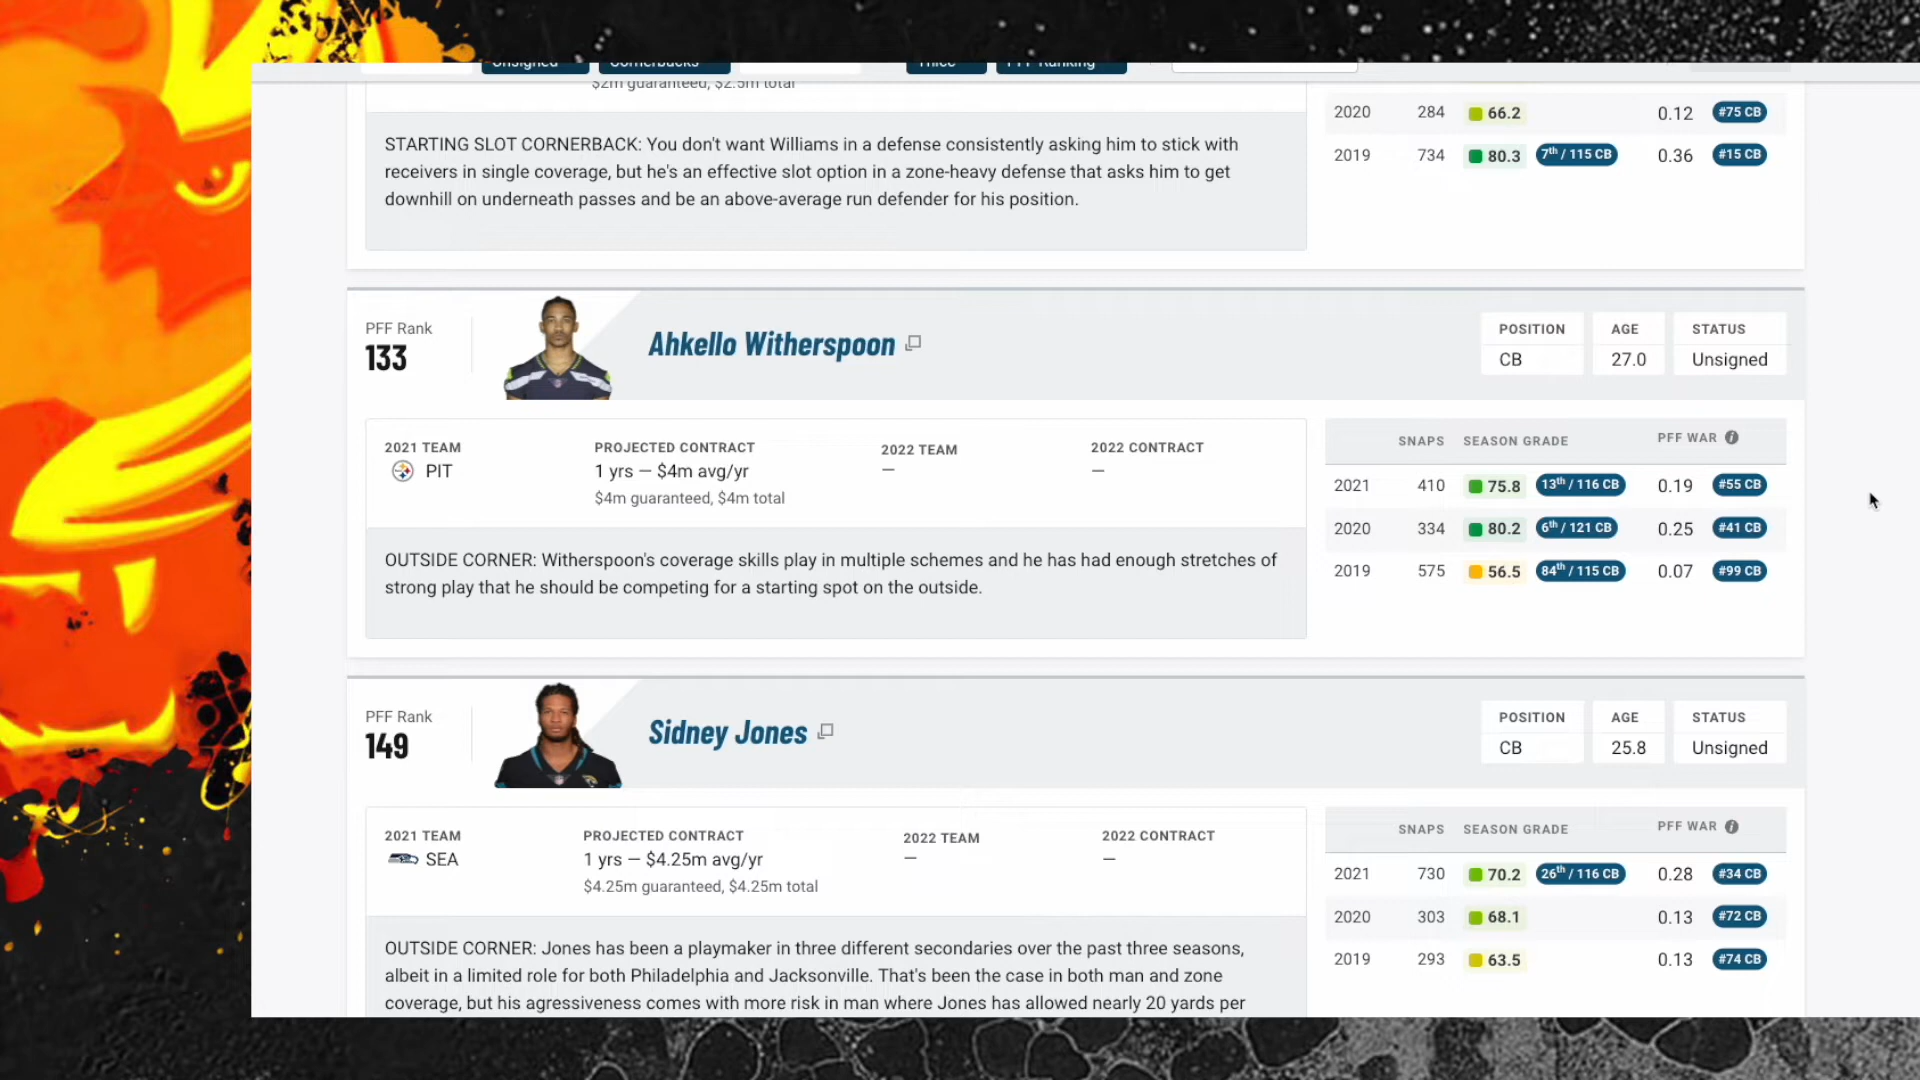 Unsigned Cornerbacks PFF Ranking
$2m guaranteed, $2.5m total
2020 284 66.2 0.12 #75 CB
STARTING SLOT CORNERBACK: You don't want Williams in a defense consistently asking him to stick with
receivers in single coverage, but he's an effective slot option in a zone-heavy defense that asks him to get
downhill on underneath passes and be an above-average run defender for his position.
2019 734 80.3 7th / 115 CB 0.36 #15 CB
PFF Rank
133
Ahkello Witherspoon
POSITION AGE STATUS
CB 27.0 Unsigned
2021 TEAM PROJECTED CONTRACT 2022 TEAM 2022 CONTRACT
PIT 1 yrs — $4m avg/yr — —
$4m guaranteed, $4m total
OUTSIDE CORNER: Witherspoon's coverage skills play in multiple schemes and he has had enough stretches of
strong play that he should be competing for a starting spot on the outside.
SNAPS SEASON GRADE PFF WAR
2021 410 75.8 13th / 116 CB 0.19 #55 CB
2020 334 80.2 6th / 121 CB 0.25 #41 CB
2019 575 56.5 84th / 115 CB 0.07 #99 CB
PFF Rank
149
Sidney Jones
POSITION AGE STATUS
CB 25.8 Unsigned
2021 TEAM PROJECTED CONTRACT 2022 TEAM 2022 CONTRACT
SEA 1 yrs — $4.25m avg/yr — —
$4.25m guaranteed, $4.25m total
OUTSIDE CORNER: Jones has been a playmaker in three different secondaries over the past three seasons,
albeit in a limited role for both Philadelphia and Jacksonville. That's been the case in both man and zone
coverage, but his agressiveness comes with more risk in man where Jones has allowed nearly 20 yards per
SNAPS SEASON GRADE PFF WAR
2021 730 70.2 26th / 116 CB 0.28 #34 CB
2020 303 68.1 0.13 #72 CB
2019 293 63.5 0.13 #74 CB